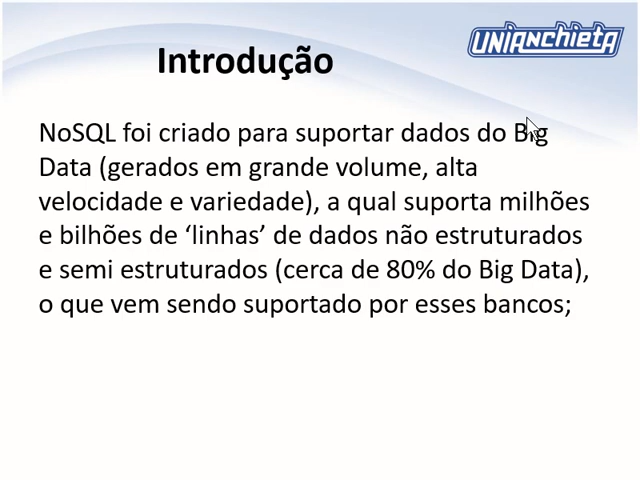 UNIANCHIETA
Introdução
NoSQL foi criado para suportar dados do Big
Data (gerados em grande volume, alta
velocidade e variedade), a qual suporta milhões
e bilhões de ‘linhas’ de dados não estruturados
e semi estruturados (cerca de 80% do Big Data),
o que vem sendo suportado por esses bancos;